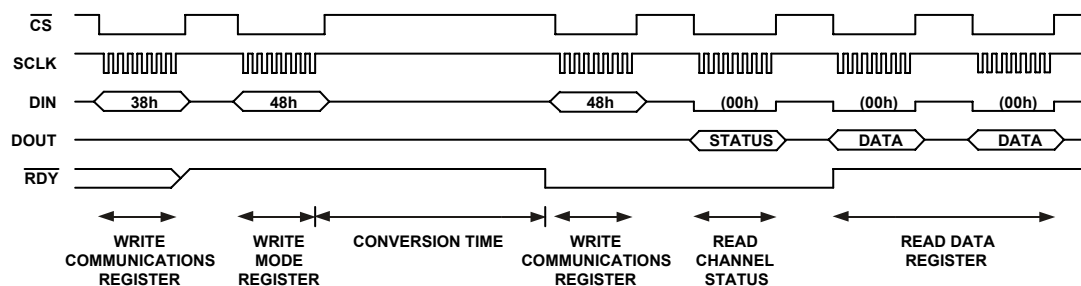 CS
SCLK
DIN 38h 48h 48h (00h) (00h) (00h)
DOUT STATUS DATA DATA
RDY
WRITE COMMUNICATIONS REGISTER
WRITE MODE REGISTER
CONVERSION TIME
WRITE COMMUNICATIONS REGISTER
READ CHANNEL STATUS
READ DATA REGISTER